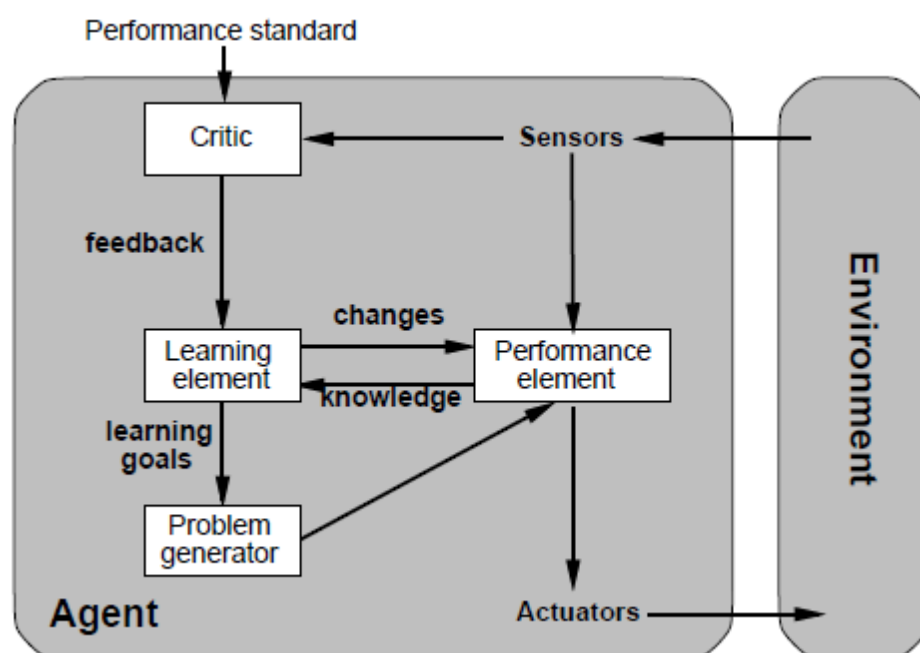 Performance standard
Critic
Sensors
feedback
changes
Learning
element
Performance
element
knowledge
learning
goals
Problem
generator
Agent
Actuators
Environment